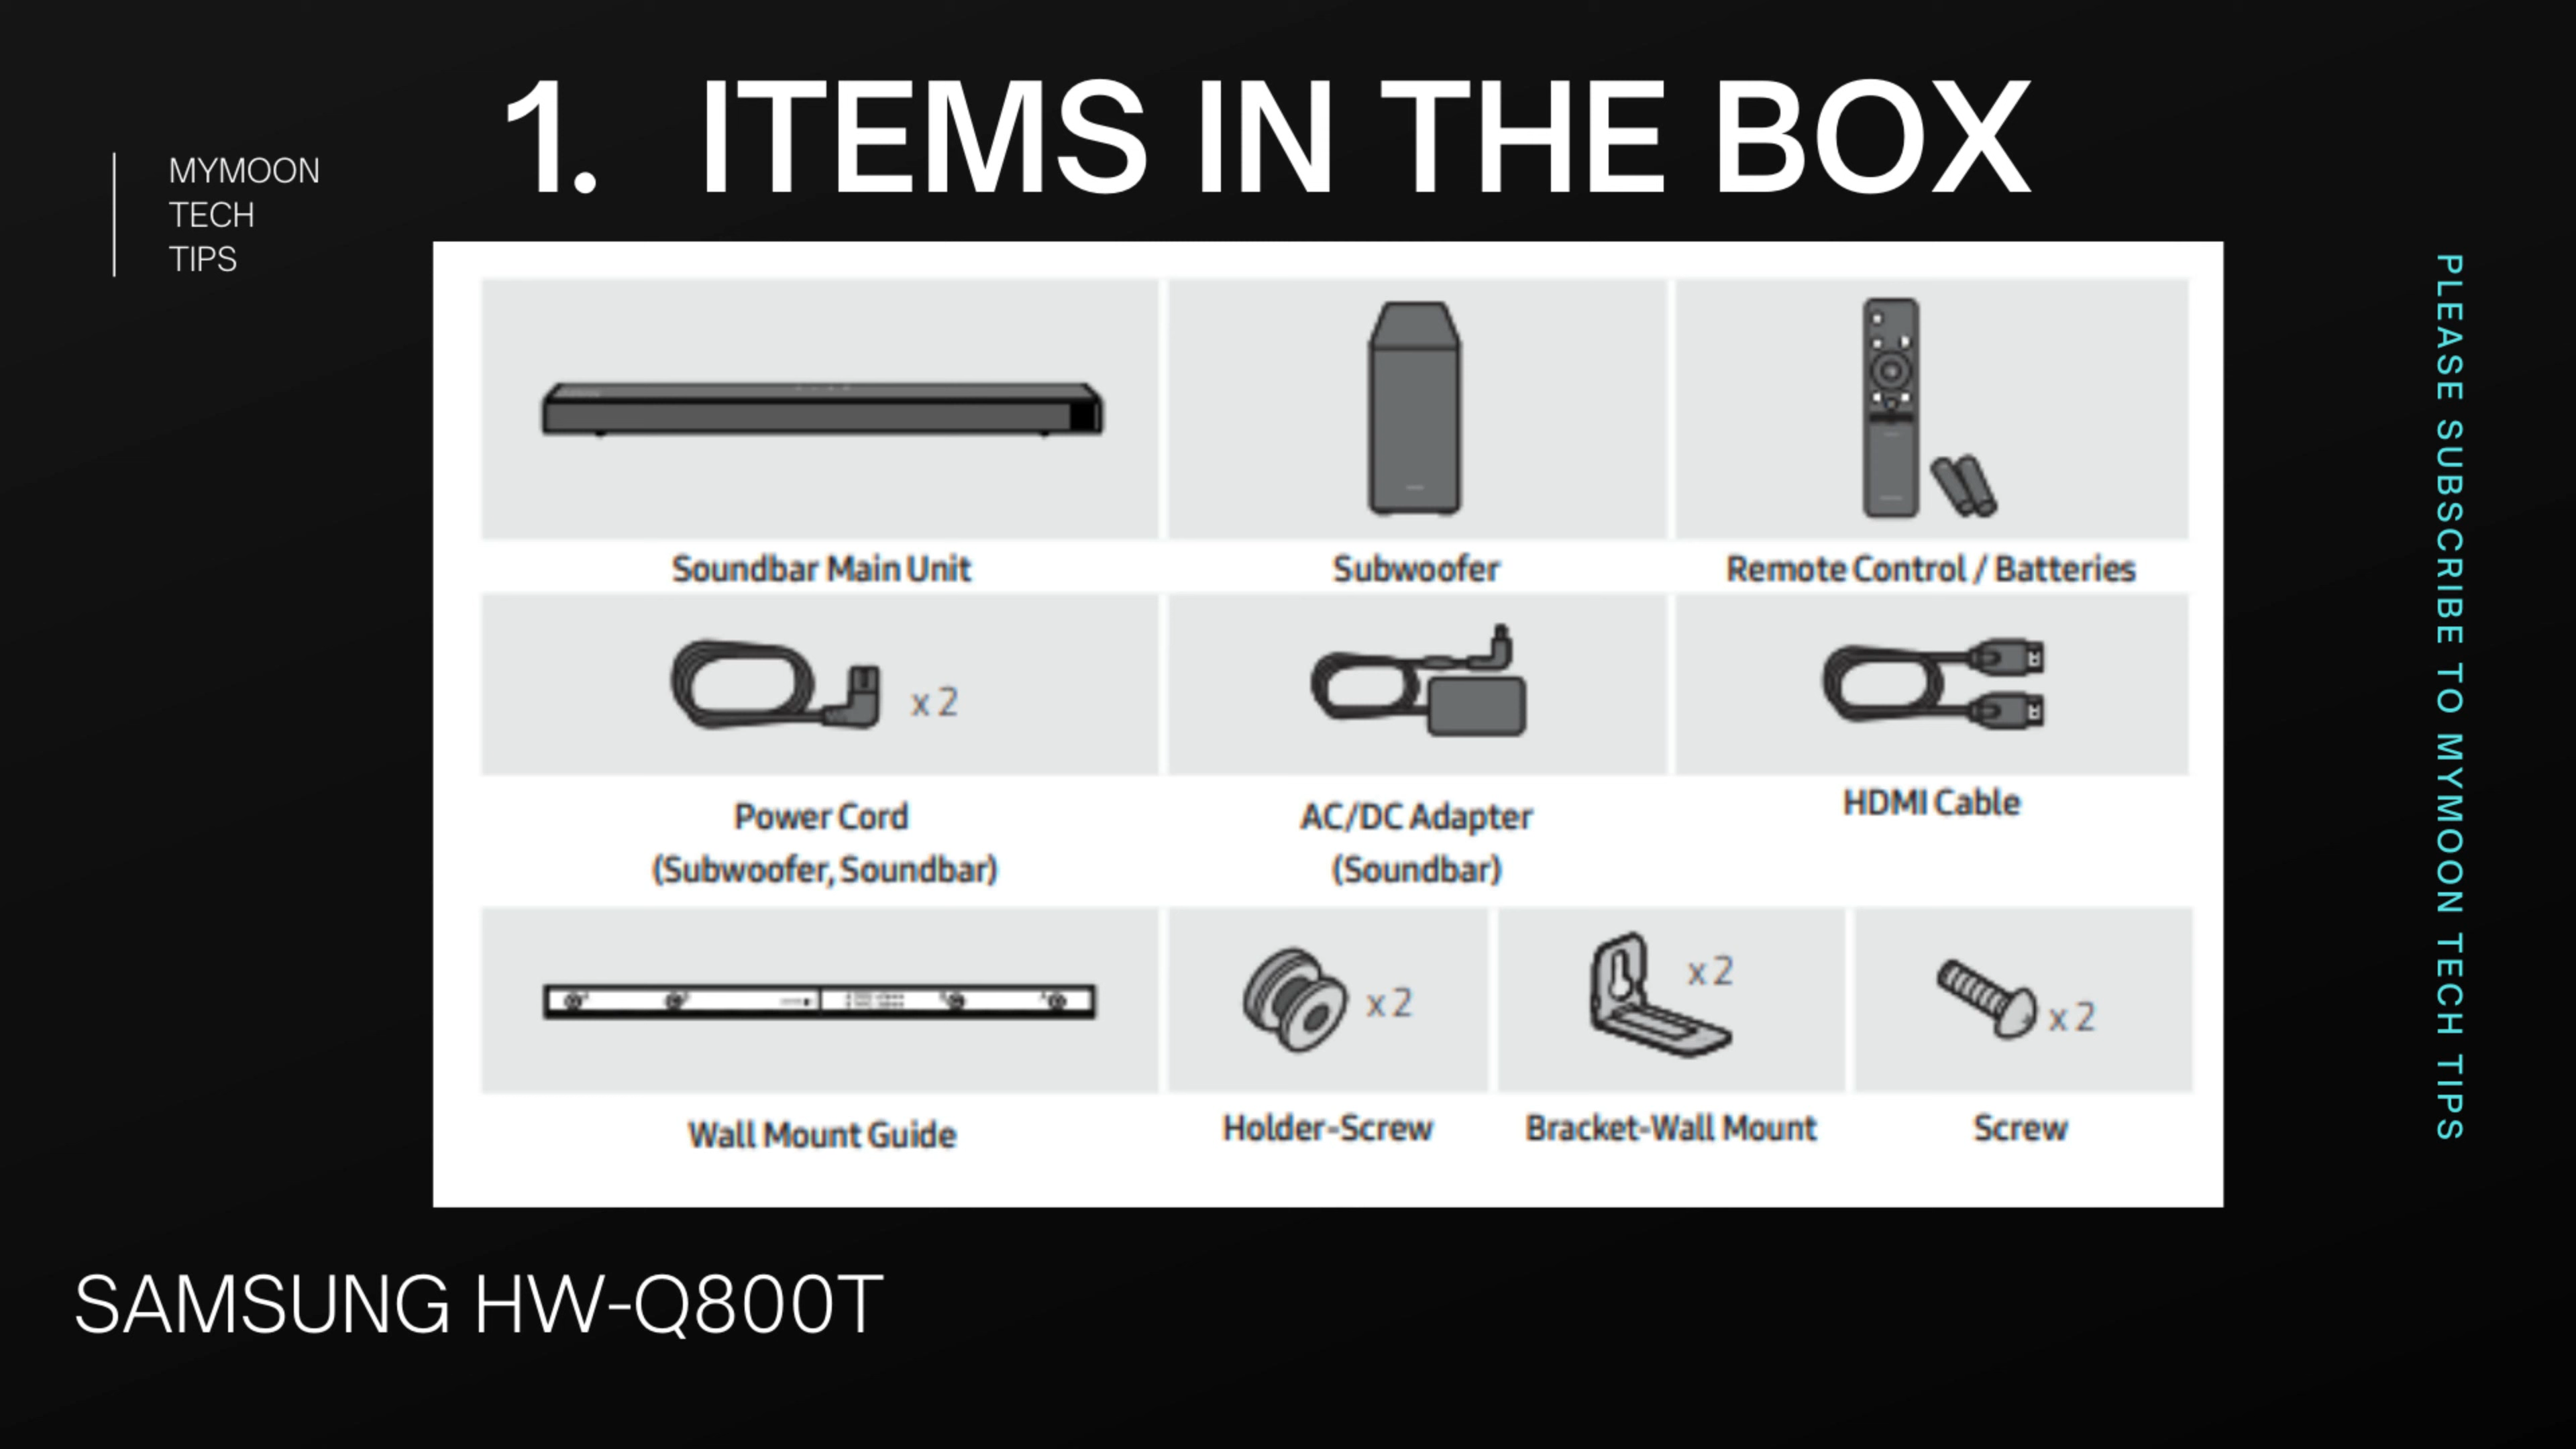 1. ITEMS IN THE BOX
MYMOON
TECH
TIPS
Soundbar Main Unit
Subwoofer
Remote Control / Batteries
x 2
Power Cord
(Subwoofer, Soundbar)
AC/DC Adapter
(Soundbar)
HDMI Cable
x 2
x 2
x 2
Wall Mount Guide
Holder-Screw
Bracket-Wall Mount
Screw
PLEASE SUBSCRIBE TO MYMOON TECH TIPS
SAMSUNG HW-Q800T